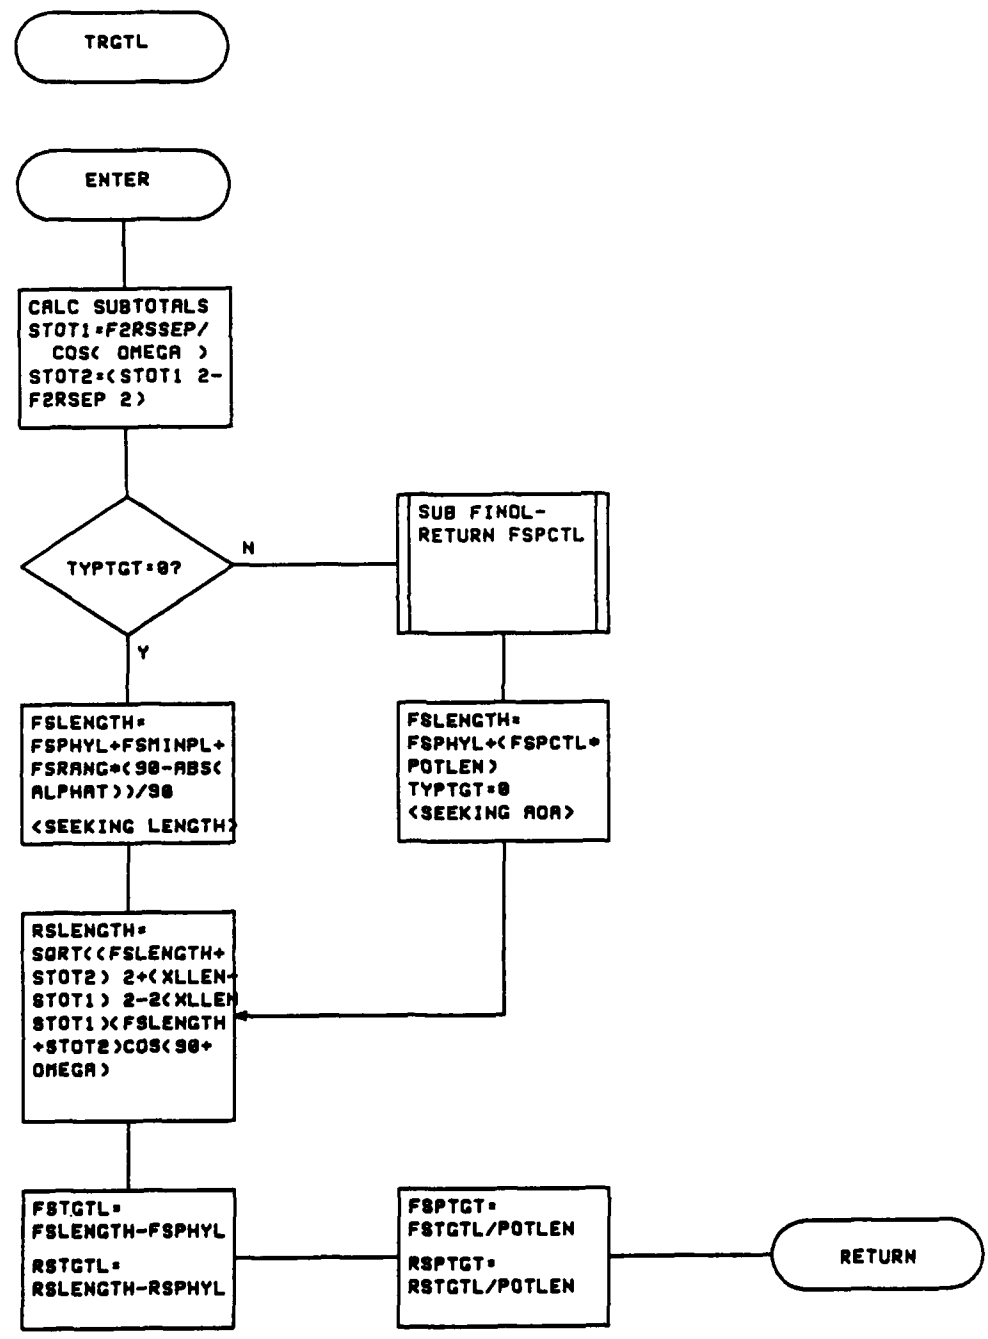 TRGTL
ENTER
CALC SUBTOTALS
STOT1=F2RSSEP/
COS( OMEGA )
STOT2=(STOT1 2-
F2RSEP 2)
TYPTGT=0?
N
SUB FINDL-
RETURN FSPCTL
Y
FSLENGTH=
FSPHYL+FSMINPL+
FSRANG*(90-ABS(
ALPHAT))/90
<SEEKING LENGTH>
FSLENGTH=
FSPHYL+(FSPCTL*
POTLEN)
TYPTGT=0
<SEEKING AOA>
RSLENGTH=
SQRT((FSLENGTH+
STOT2) 2+(XLLEN-
STOT1) 2-2(XLLEN
STOT1)(FSLENGTH
+STOT2)COS(90+
OMEGA)
FSTGTL=
FSLENGTH-FSPHYL
RSTGTL=
RSLENGTH-RSPHYL
FSPTGT=
FSTGTL/POTLEN
RSPTGT=
RSTGTL/POTLEN
RETURN